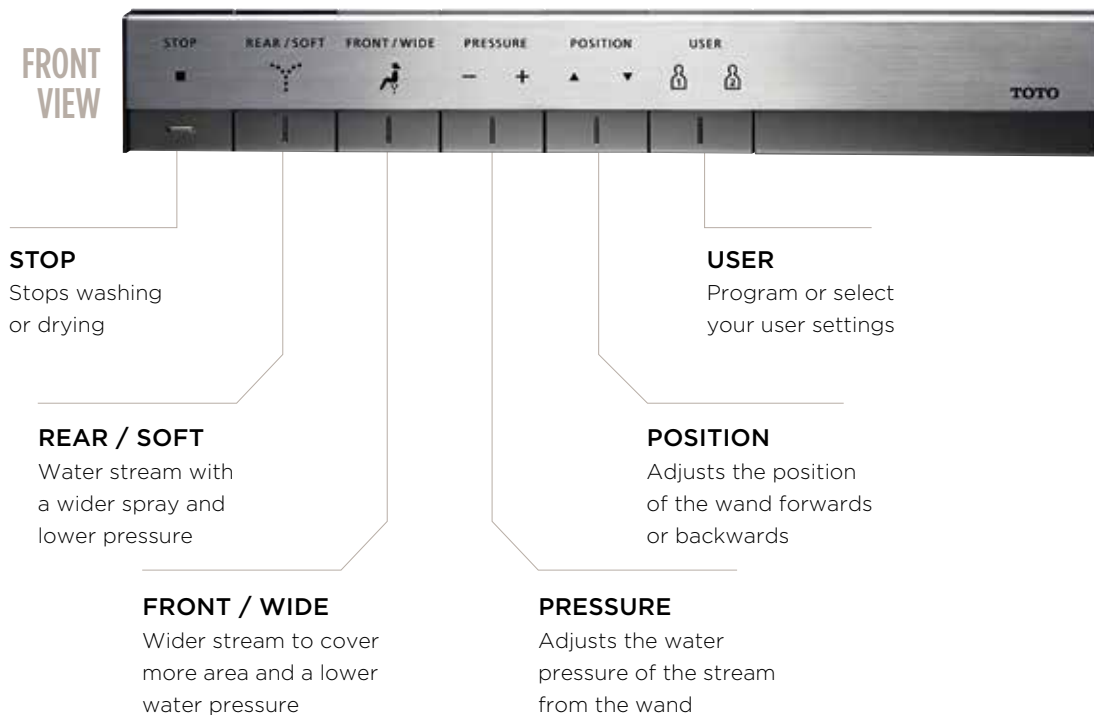 FRONT
VIEW
STOP REAR / SOFT FRONT / WIDE PRESSURE POSITION USER
■ − + ▲ ▼ 1 2
TOTO
STOP
Stops washing
or drying
USER
Program or select
your user settings
REAR / SOFT
Water stream with
a wider spray and
lower pressure
POSITION
Adjusts the position
of the wand forwards
or backwards
FRONT / WIDE
Wider stream to cover
more area and a lower
water pressure
PRESSURE
Adjusts the water
pressure of the stream
from the wand